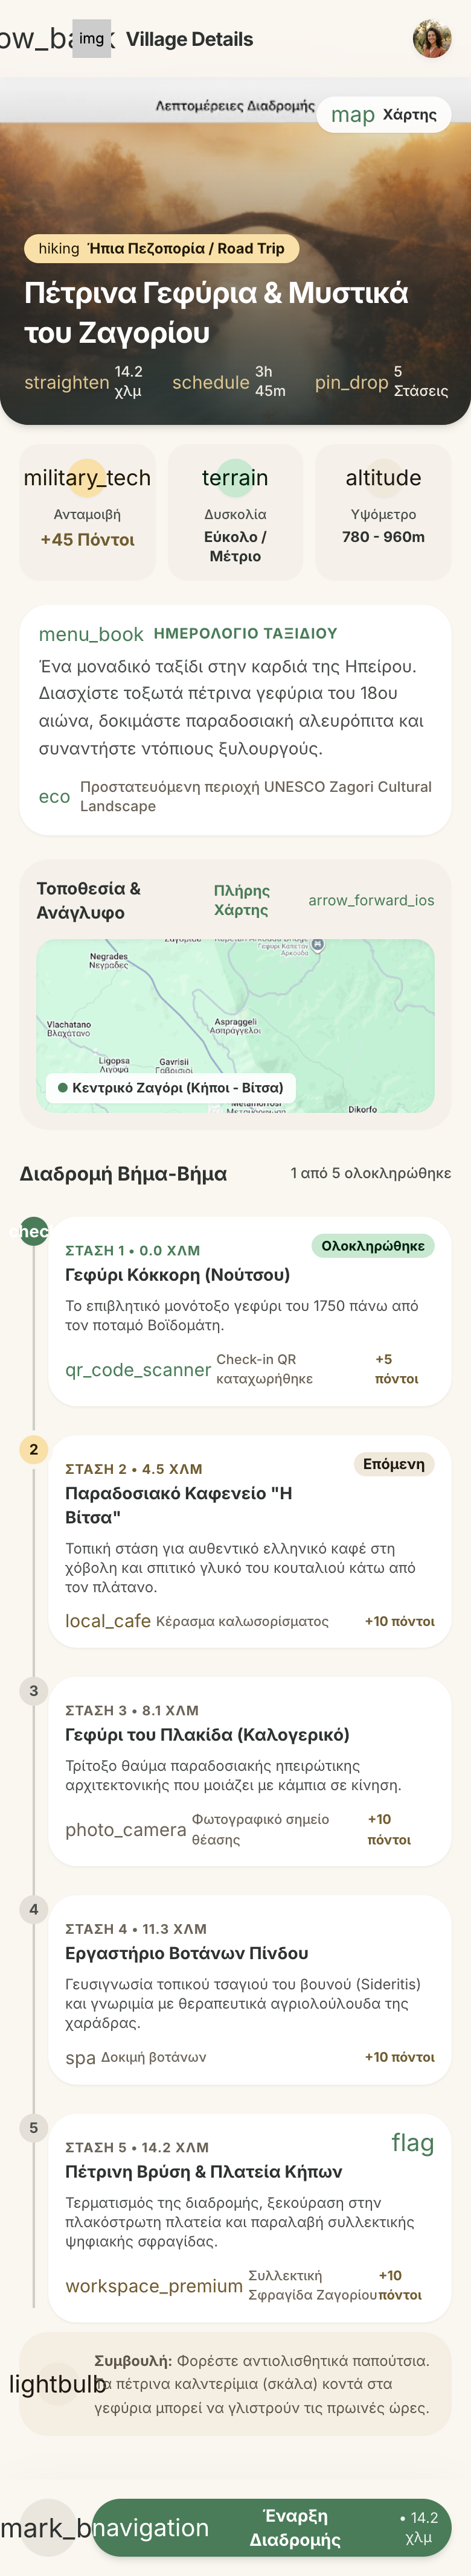 ow_ba k
img
Village Details
Λεπτομέρειες Διαδρομής
map Χάρτης
hiking Ήπια Πεζοπορία / Road Trip
Πέτρινα Γεφύρια & Μυστικά
του Ζαγορίου
straighten 14.2 χλμ
schedule 3h 45m
pin_drop 5 Στάσεις
military_tech
Ανταμοιβή
+45 Πόντοι
terrain
Δυσκολία
Εύκολο /
Μέτριο
altitude
Υψόμετρο
780 - 960m
menu_book ΗΜΕΡΟΛΟΓΙΟ ΤΑΞΙΔΙΟΥ
Ένα μοναδικό ταξίδι στην καρδιά της Ηπείρου.
Διασχίστε τοξωτά πέτρινα γεφύρια του 18ου
αιώνα, δοκιμάστε παραδοσιακή αλευρόπιτα και
συναντήστε ντόπιους ξυλουργούς.
eco Προστατευόμενη περιοχή UNESCO Zagori Cultural
Landscape
Τοποθεσία &
Ανάγλυφο
Πλήρης
Χάρτης
arrow_forward_ios
Γέφυρα
Αρκούδα
Negrades
Νεγράδες
Vlachatano
Βλαχάτανο
Aspraggeli
Ασπράγγελοι
Ligopsa
Λιγοψά
Gavrisii
Γαβρισίοι
Κεντρικό Ζαγόρι (Κήποι - Βίτσα)
Metamorfosi
Μεταμόρφωση
Dikorfo
Διαδρομή Βήμα-Βήμα
1 από 5 ολοκληρώθηκε
chec
ΣΤΑΣΗ 1 • 0.0 ΧΛΜ
Ολοκληρώθηκε
Γεφύρι Κόκκορη (Νούτσου)
Το επιβλητικό μονότοξο γεφύρι του 1750 πάνω από
τον ποταμό Βοϊδομάτη.
qr_code_scanner Check-in QR
καταχωρήθηκε
+5
πόντοι
2
ΣΤΑΣΗ 2 • 4.5 ΧΛΜ
Επόμενη
Παραδοσιακό Καφενείο "Η
Βίτσα"
Τοπική στάση για αυθεντικό ελληνικό καφέ στη
χόβολη και σπιτικό γλυκό του κουταλιού κάτω από
τον πλάτανο.
local_cafe Κέρασμα καλωσορίσματος +10 πόντοι
3
ΣΤΑΣΗ 3 • 8.1 ΧΛΜ
Γεφύρι του Πλακίδα (Καλογερικό)
Τρίτοξο θαύμα παραδοσιακής ηπειρώτικης
αρχιτεκτονικής που μοιάζει με κάμπια σε κίνηση.
photo_camera Φωτογραφικό σημείο
θέασης
+10
πόντοι
4
ΣΤΑΣΗ 4 • 11.3 ΧΛΜ
Εργαστήριο Βοτάνων Πίνδου
Γευσιγνωσία τοπικού τσαγιού του βουνού (Sideritis)
και γνωριμία με θεραπευτικά αγριολούλουδα της
χαράδρας.
spa Δοκιμή βοτάνων +10 πόντοι
5
ΣΤΑΣΗ 5 • 14.2 ΧΛΜ
flag
Πέτρινη Βρύση & Πλατεία Κήπων
Τερματισμός της διαδρομής, ξεκούραση στην
πλακόστρωτη πλατεία και παραλαβή συλλεκτικής
ψηφιακής σφραγίδας.
workspace_premium Συλλεκτική
Σφραγίδα Ζαγορίου
+10
πόντοι
lightbulb
Συμβουλή: Φορέστε αντιολισθητικά παπούτσια.
Τα πέτρινα καλντερίμια (σκάλα) κοντά στα
γεφύρια μπορεί να γλιστρούν τις πρωινές ώρες.
mark_b
navigation
Έναρξη
Διαδρομής
• 14.2
χλμ